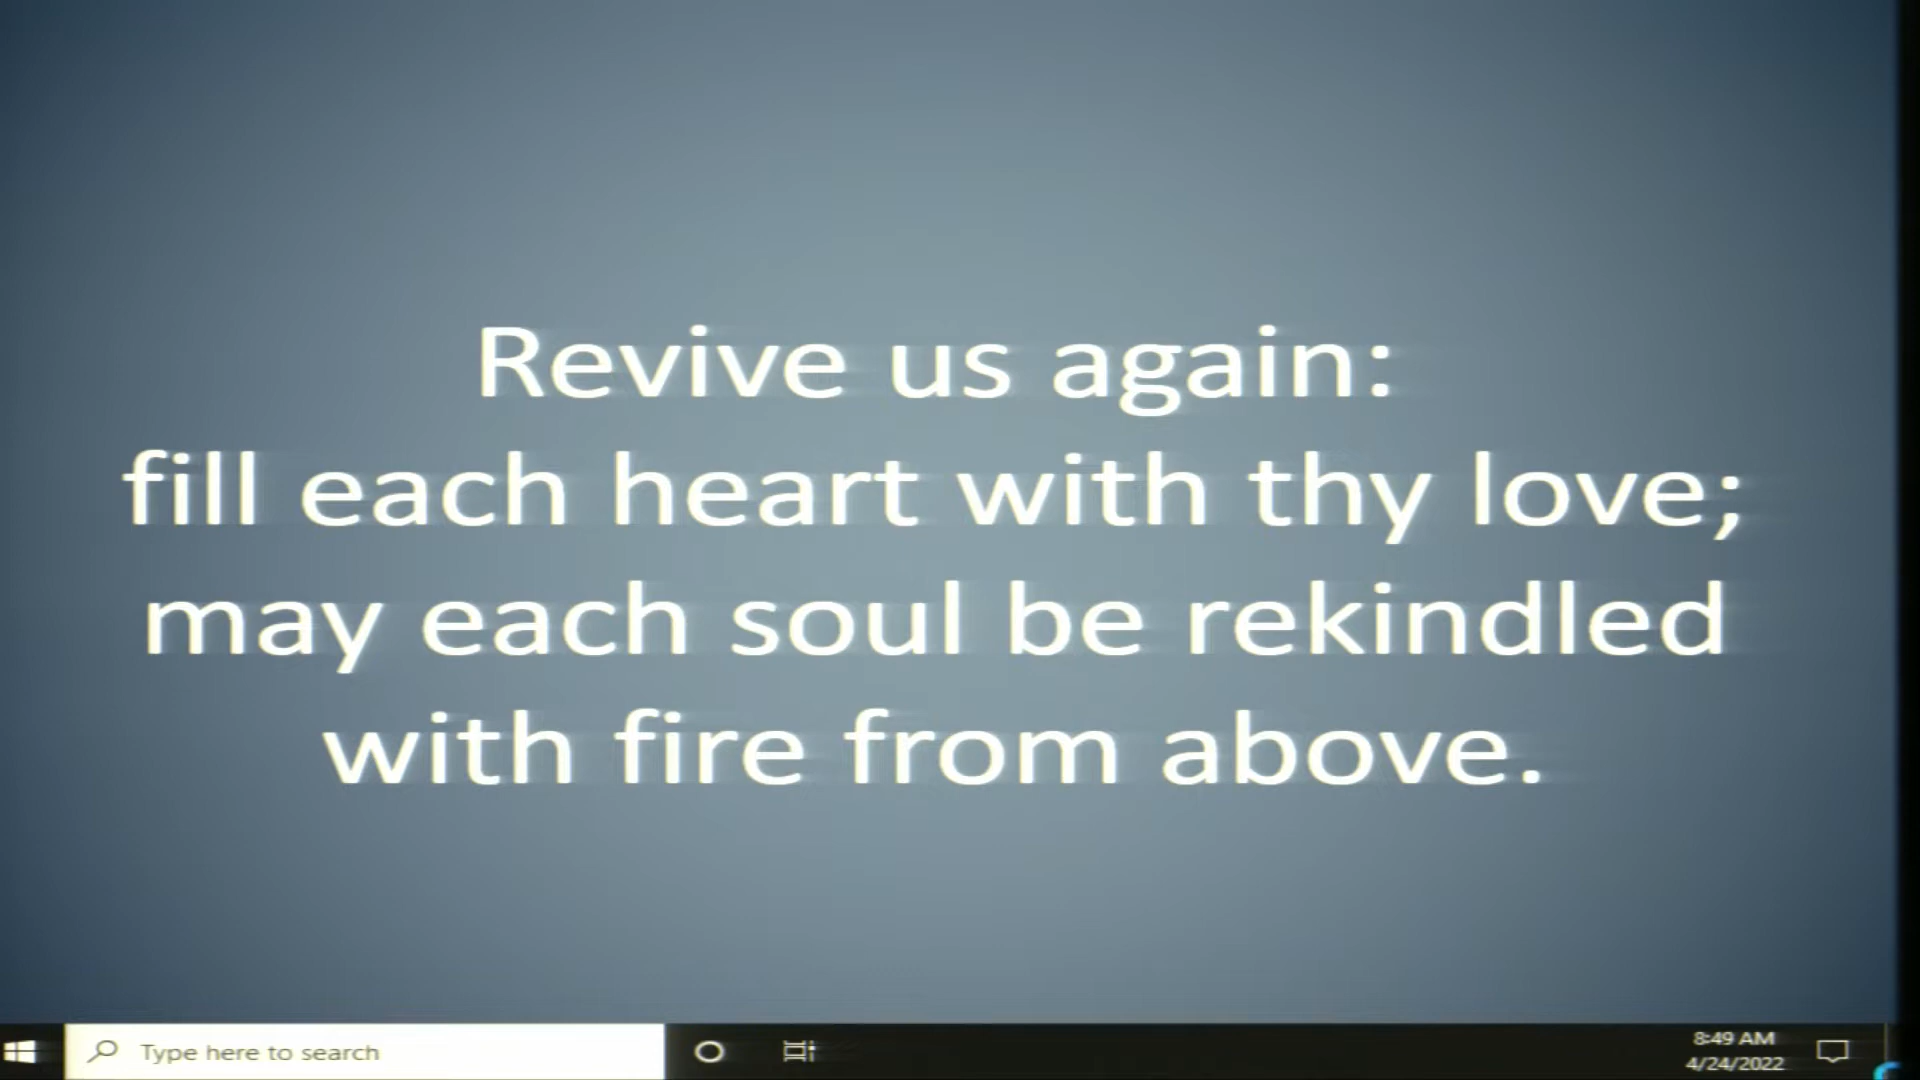 Revive us again:
fill each heart with thy love;
may each soul be rekindled
with fire from above.
Type here to search
8:49 AM
4/24/2022